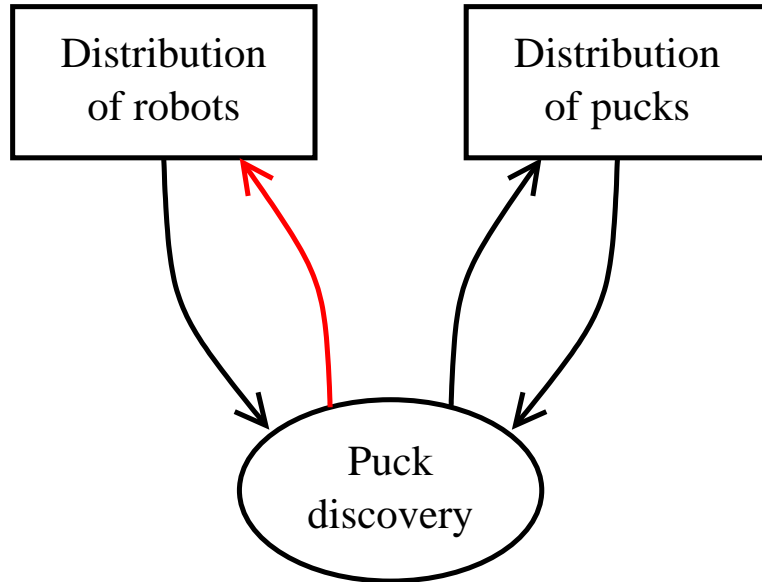 Distribution
of robots
Distribution
of pucks
Puck
discovery